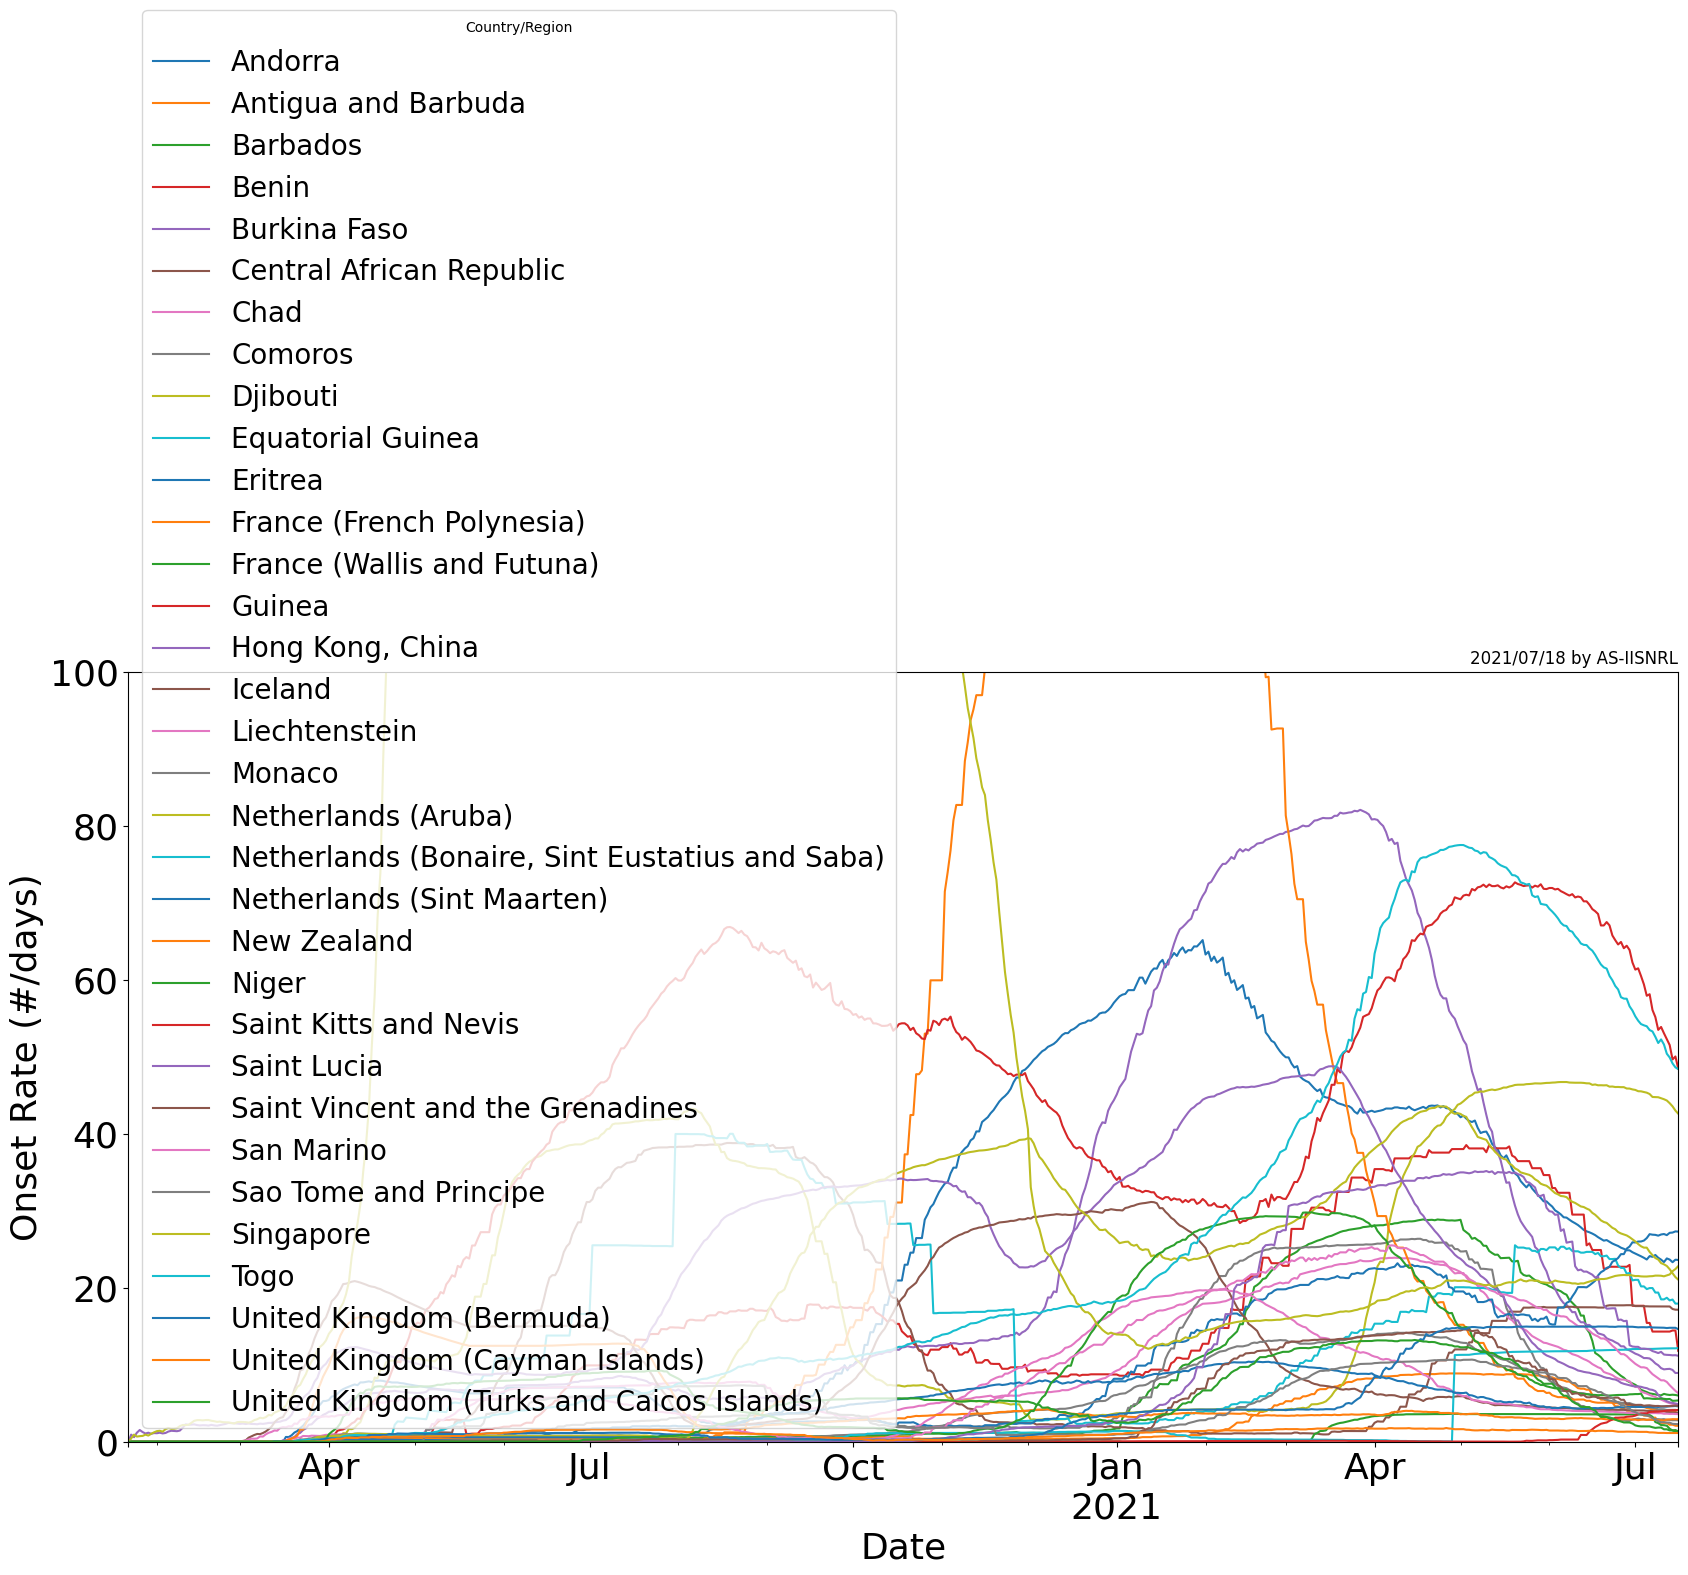 Country/Region
Andorra
Antigua and Barbuda
Barbados
Benin
Burkina Faso
Central African Republic
Chad
Comoros
Djibouti
Equatorial Guinea
Eritrea
France (French Polynesia)
France (Wallis and Futuna)
Guinea
Hong Kong, China
Iceland
Liechtenstein
Monaco
Netherlands (Aruba)
Netherlands (Bonaire, Sint Eustatius and Saba)
Netherlands (Sint Maarten)
New Zealand
Niger
Saint Kitts and Nevis
Saint Lucia
Saint Vincent and the Grenadines
San Marino
Sao Tome and Principe
Singapore
Togo
United Kingdom (Bermuda)
United Kingdom (Cayman Islands)
United Kingdom (Turks and Caicos Islands)
2021/07/18 by AS-IISNRL
100
80
60
40
20
0
Onset Rate (#/days)
Apr Jul Oct Jan Apr Jul
2021
Date